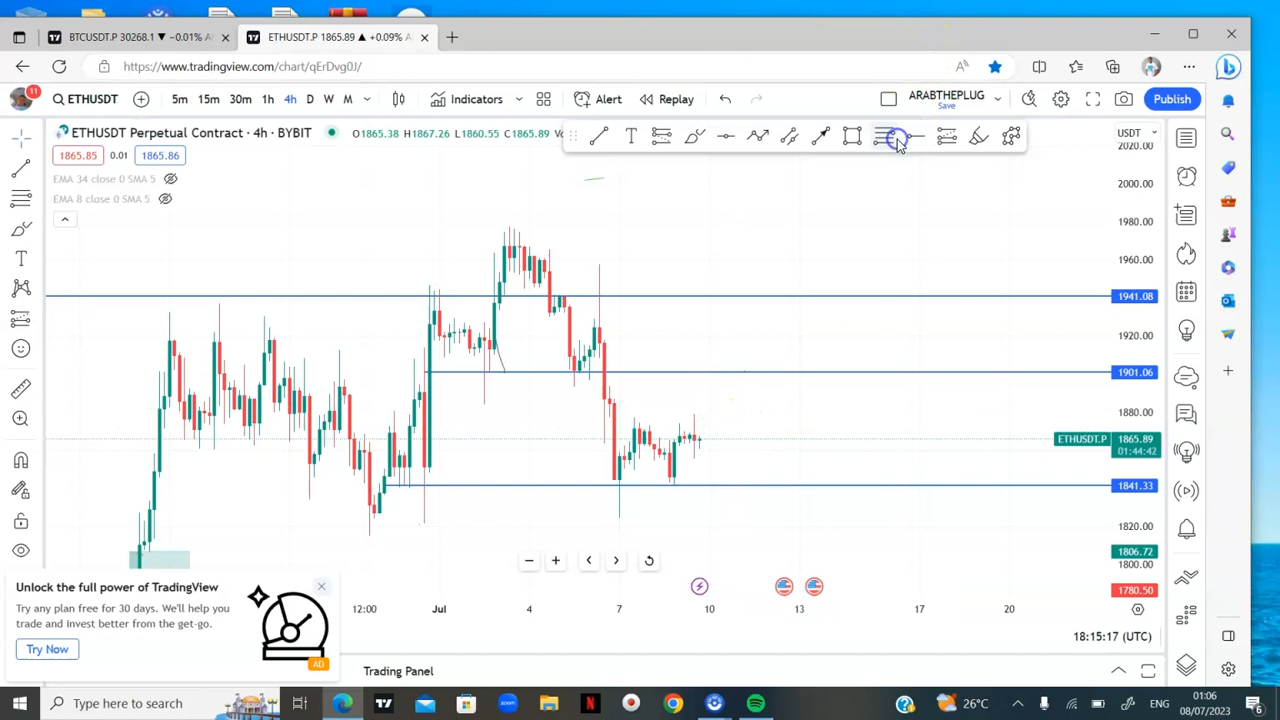 BTCUSDT.P 30268.1 ▼ −0.01%
ETHUSDT.P 1865.89 ▲ +0.09%
https://www.tradingview.com/chart/qErDvg0J/
11
ETHUSDT
5m 15m 30m 1h 4h D W M
Indicators
Alert
Replay
ARABTHEPLUG
Save
Publish
ETHUSDT Perpetual Contract · 4h · BYBIT
O1865.38 H1867.26 L1860.55 C1865.89
USDT
1865.85 0.01 1865.86
EMA 34 close 0 SMA 5
EMA 8 close 0 SMA 5
2020.00
2000.00
1980.00
1960.00
1941.08
1920.00
1901.06
1880.00
ETHUSDT.P 1865.89
01:44:42
1841.33
1820.00
1806.72
1800.00
1780.50
Unlock the full power of TradingView
Try any plan free for 30 days. We'll help you
trade and invest better from the get-go.
Try Now
AD
12:00 Jul 4 7 10 13 17 20
18:15:17 (UTC)
Trading Panel
Type here to search
zoom
N
26°C
ENG
01:06
08/07/2023
6